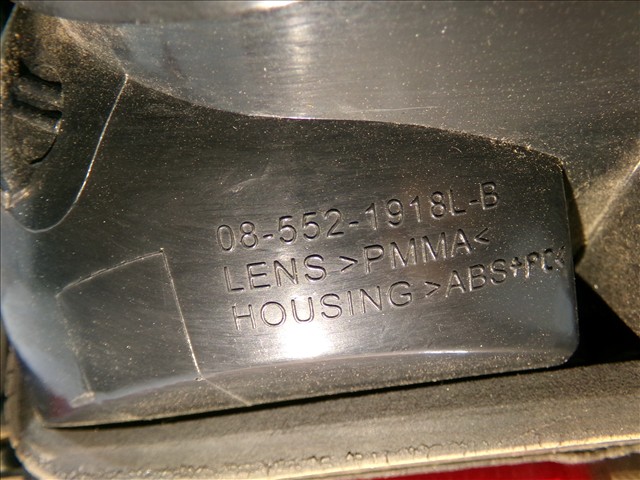 08-552-1918L-B
LENS >PMMA<
HOUSING >ABS+PC<